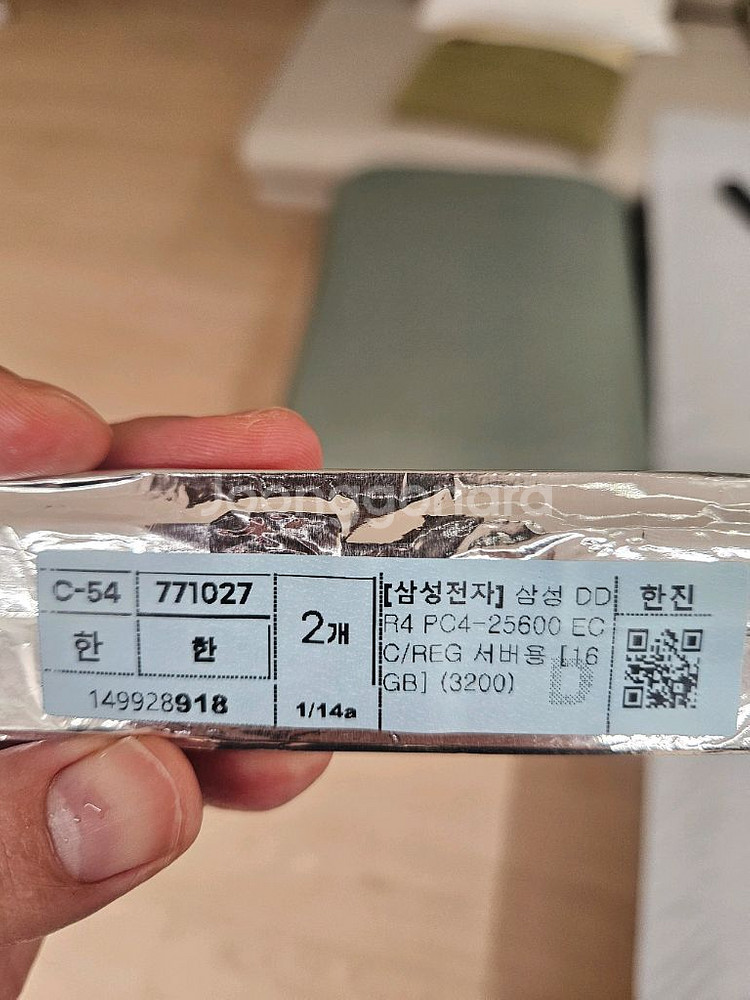 Joonggonara
C-54
771027
한
한
149928918
2개
1/14a
[삼성전자] 삼성 DD
R4 PC4-25600 EC
C/REG 서버용 [16
GB] (3200)
D
한진